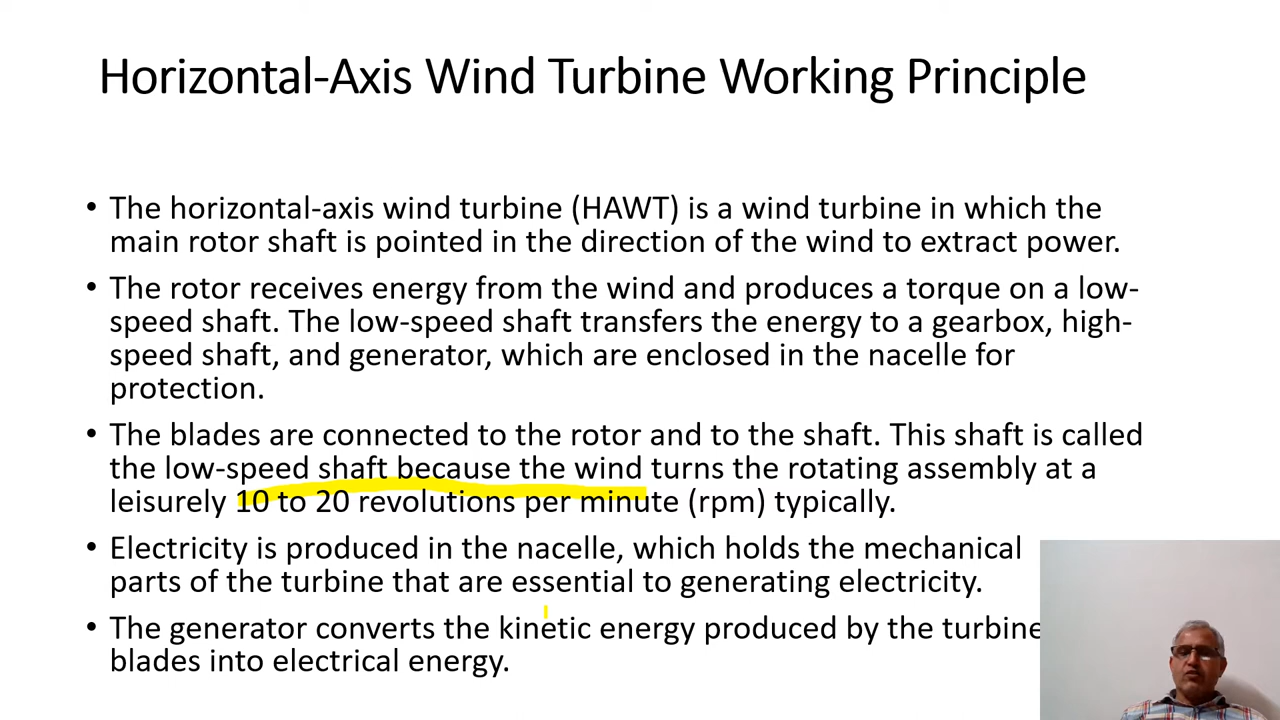 Horizontal-Axis Wind Turbine Working Principle
• The horizontal-axis wind turbine (HAWT) is a wind turbine in which the
main rotor shaft is pointed in the direction of the wind to extract power.
• The rotor receives energy from the wind and produces a torque on a low-
speed shaft. The low-speed shaft transfers the energy to a gearbox, high-
speed shaft, and generator, which are enclosed in the nacelle for
protection.
• The blades are connected to the rotor and to the shaft. This shaft is called
the low-speed shaft because the wind turns the rotating assembly at a
leisurely 10 to 20 revolutions per minute (rpm) typically.
• Electricity is produced in the nacelle, which holds the mechanical
parts of the turbine that are essential to generating electricity.
• The generator converts the kinetic energy produced by the turbine
blades into electrical energy.